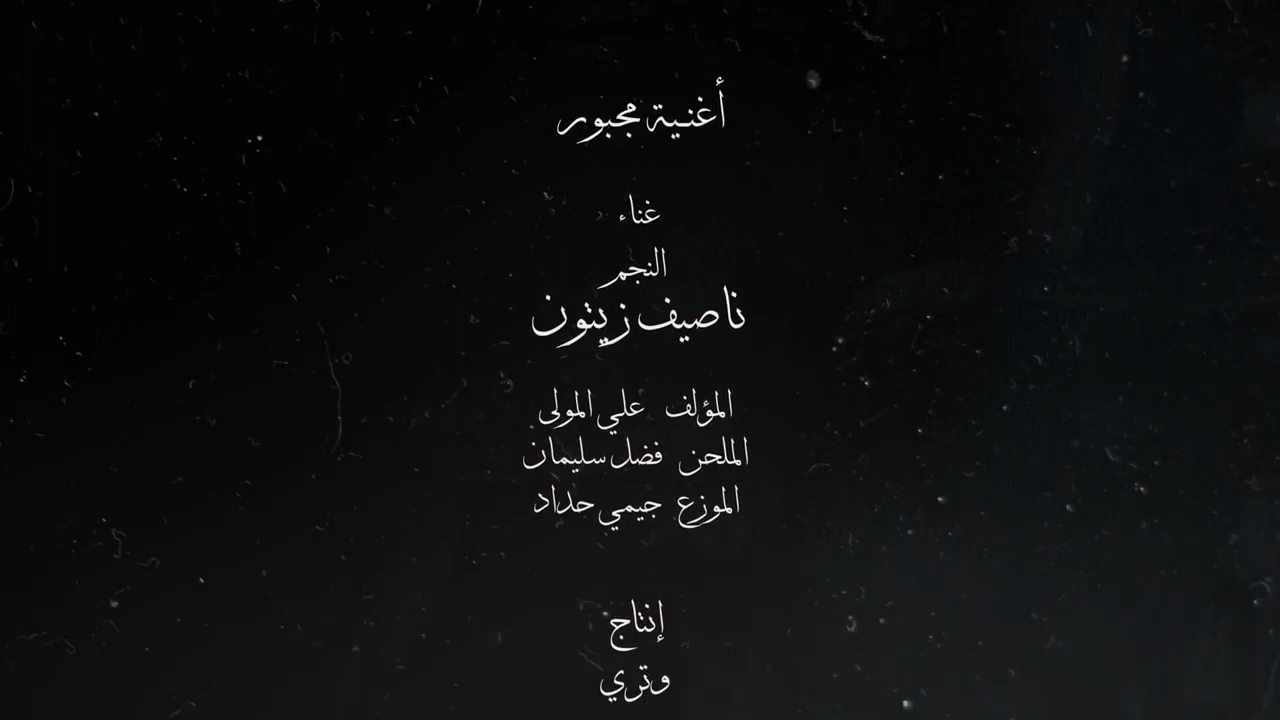 أغنية مجبور
غناء
النجم
ناصيف زيتون
المؤلف علي المولى
الملحن فضل سليمان
الموزع جيمي حداد
إنتاج
وتري